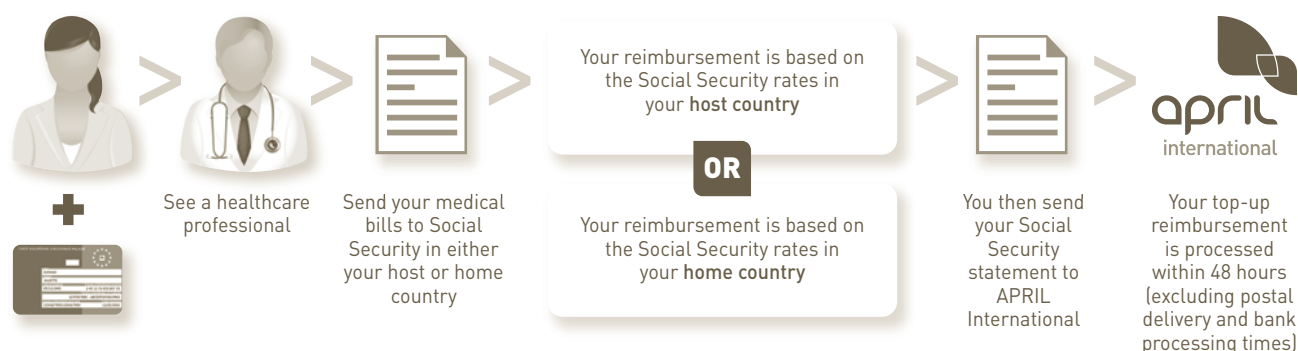 See a healthcare
professional
Send your medical
bills to Social
Security in either
your host or home
country
Your reimbursement is based on
the Social Security rates in
your host country
OR
Your reimbursement is based on
the Social Security rates in
your home country
You then send
your Social
Security
statement to
APRIL
International
april
international
Your top-up
reimbursement
is processed
within 48 hours
(excluding postal
delivery and bank
processing times)